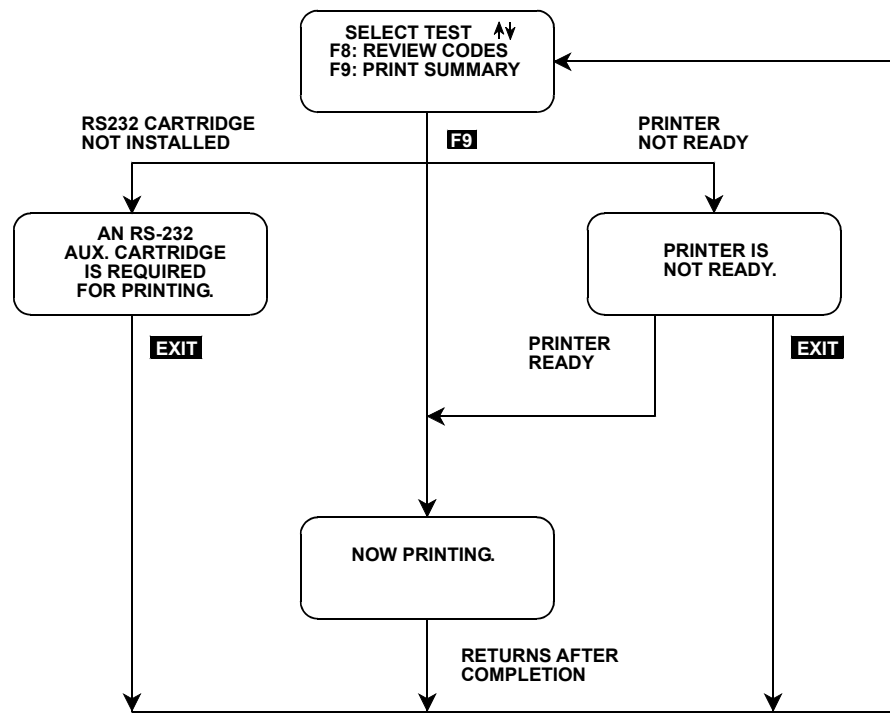 SELECT TEST
F8: REVIEW CODES
F9: PRINT SUMMARY
RS232 CARTRIDGE
NOT INSTALLED
F9
PRINTER
NOT READY
AN RS-232
AUX. CARTRIDGE
IS REQUIRED
FOR PRINTING.
PRINTER IS
NOT READY.
EXIT
PRINTER
READY
EXIT
NOW PRINTING.
RETURNS AFTER
COMPLETION